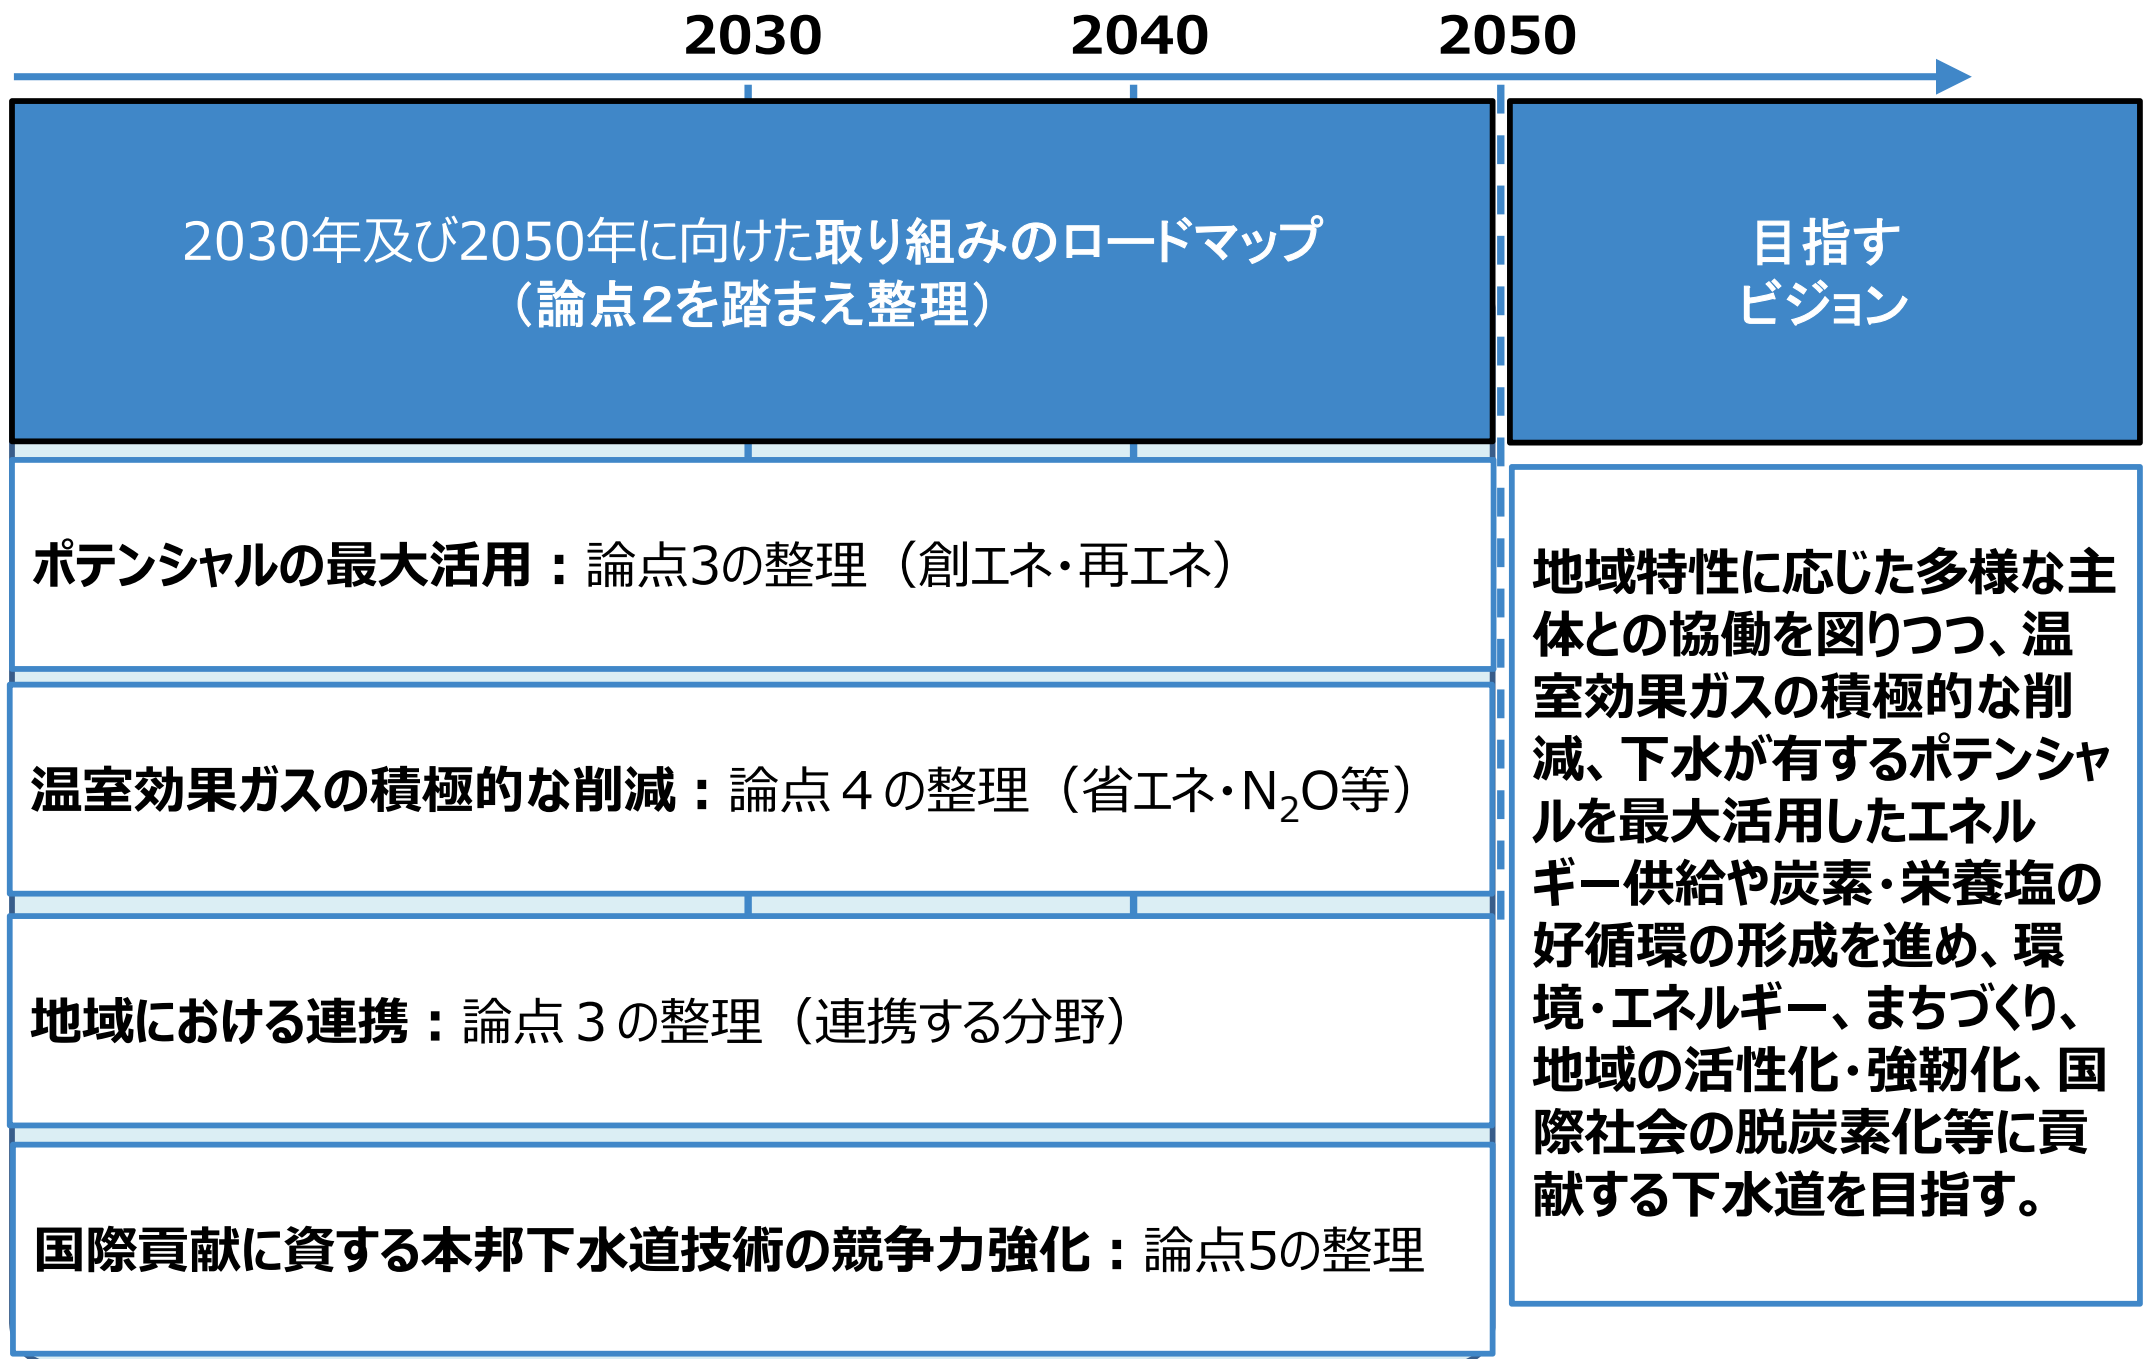 2030
2040
2050
2030年及び2050年に向けた取り組みのロードマップ
（論点２を踏まえ整理）
目指す
ビジョン
ポテンシャルの最大活用：論点3の整理（創エネ・再エネ）
温室効果ガスの積極的な削減：論点４の整理（省エネ・N₂O等）
地域における連携：論点３の整理（連携する分野）
国際貢献に資する本邦下水道技術の競争力強化：論点5の整理
地域特性に応じた多様な主
体との協働を図りつつ、温
室効果ガスの積極的な削
減、下水が有するポテンシャ
ルを最大活用したエネル
ギー供給や炭素・栄養塩の
好循環の形成を進め、環
境・エネルギー、まちづくり、
地域の活性化・強靭化、国
際社会の脱炭素化等に貢
献する下水道を目指す。